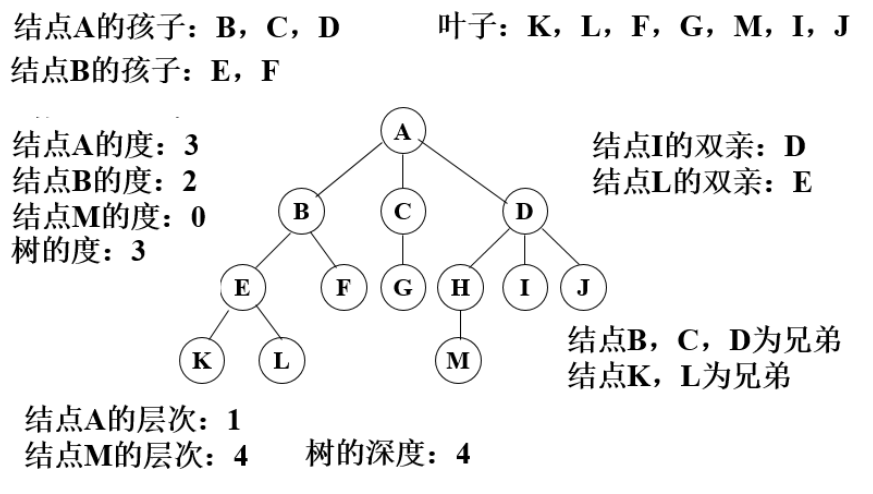 结点A的孩子：B，C，D
叶子：K，L，F，G，M，I，J
结点B的孩子：E，F
结点A的度：3
结点B的度：2
结点M的度：0
树的度：3
结点I的双亲：D
结点L的双亲：E
A
B
C
D
E
F
G
H
I
J
K
L
M
结点B，C，D为兄弟
结点K，L为兄弟
结点A的层次：1
结点M的层次：4
树的深度：4